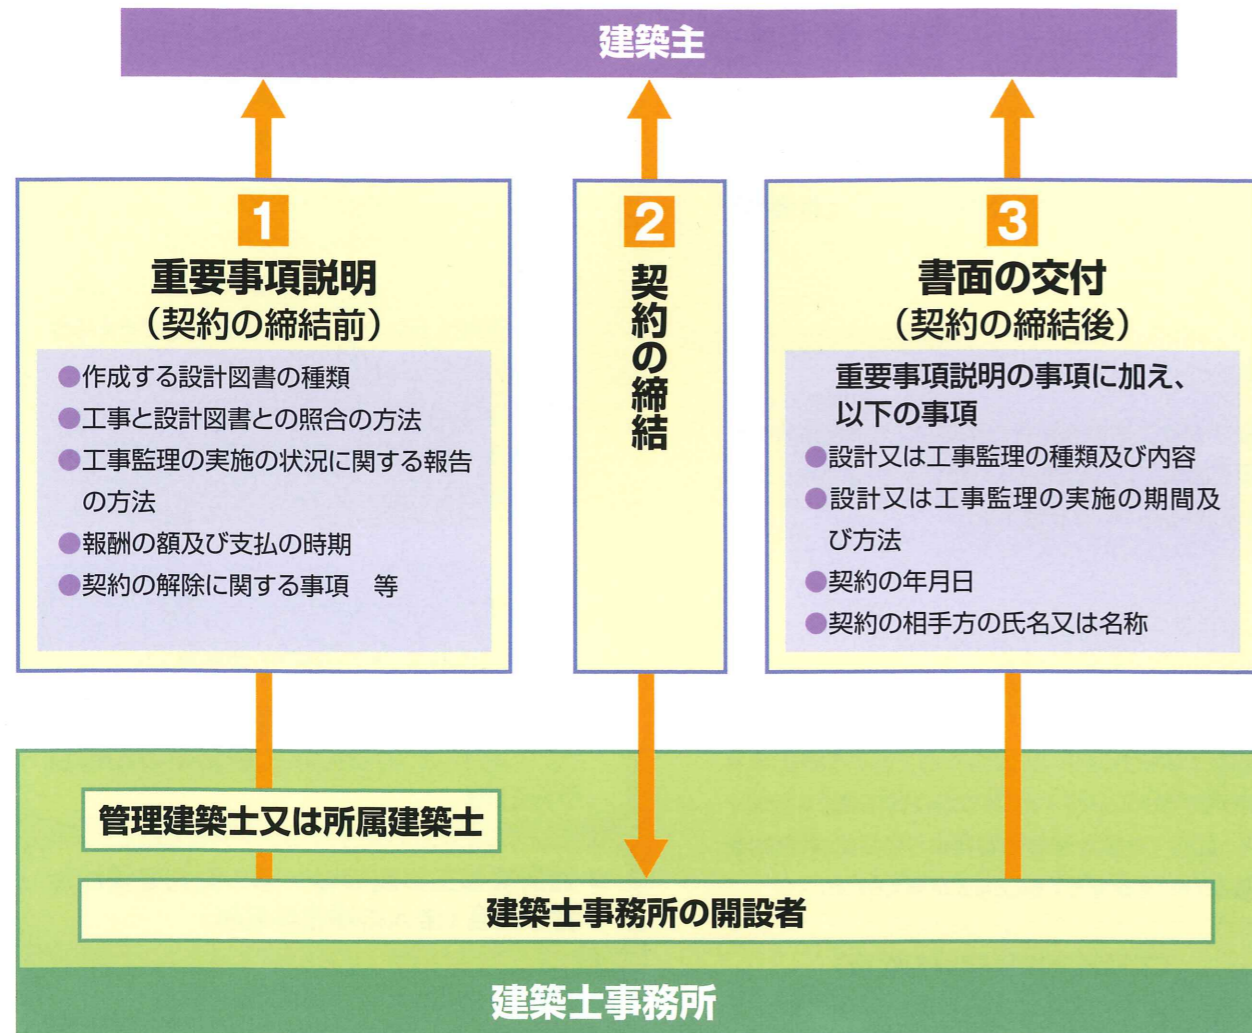 建築主
1
重要事項説明
（契約の締結前）
●作成する設計図書の種類
●工事と設計図書との照合の方法
●工事監理の実施の状況に関する報告
の方法
●報酬の額及び支払の時期
●契約の解除に関する事項　等
2
契約の締結
3
書面の交付
（契約の締結後）
重要事項説明の事項に加え、
以下の事項
●設計又は工事監理の種類及び内容
●設計又は工事監理の実施の期間及
び方法
●契約の年月日
●契約の相手方の氏名又は名称
管理建築士又は所属建築士
建築士事務所の開設者
建築士事務所